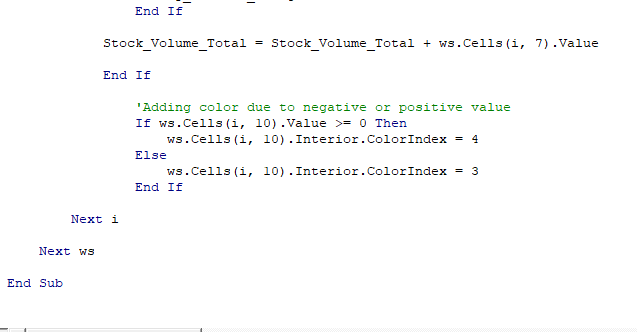 End If
Stock_Volume_Total = Stock_Volume_Total + ws.Cells(i, 7).Value
End If
'Adding color due to negative or positive value
If ws.Cells(i, 10).Value >= 0 Then
ws.Cells(i, 10).Interior.ColorIndex = 4
Else
ws.Cells(i, 10).Interior.ColorIndex = 3
End If
Next i
Next ws
End Sub